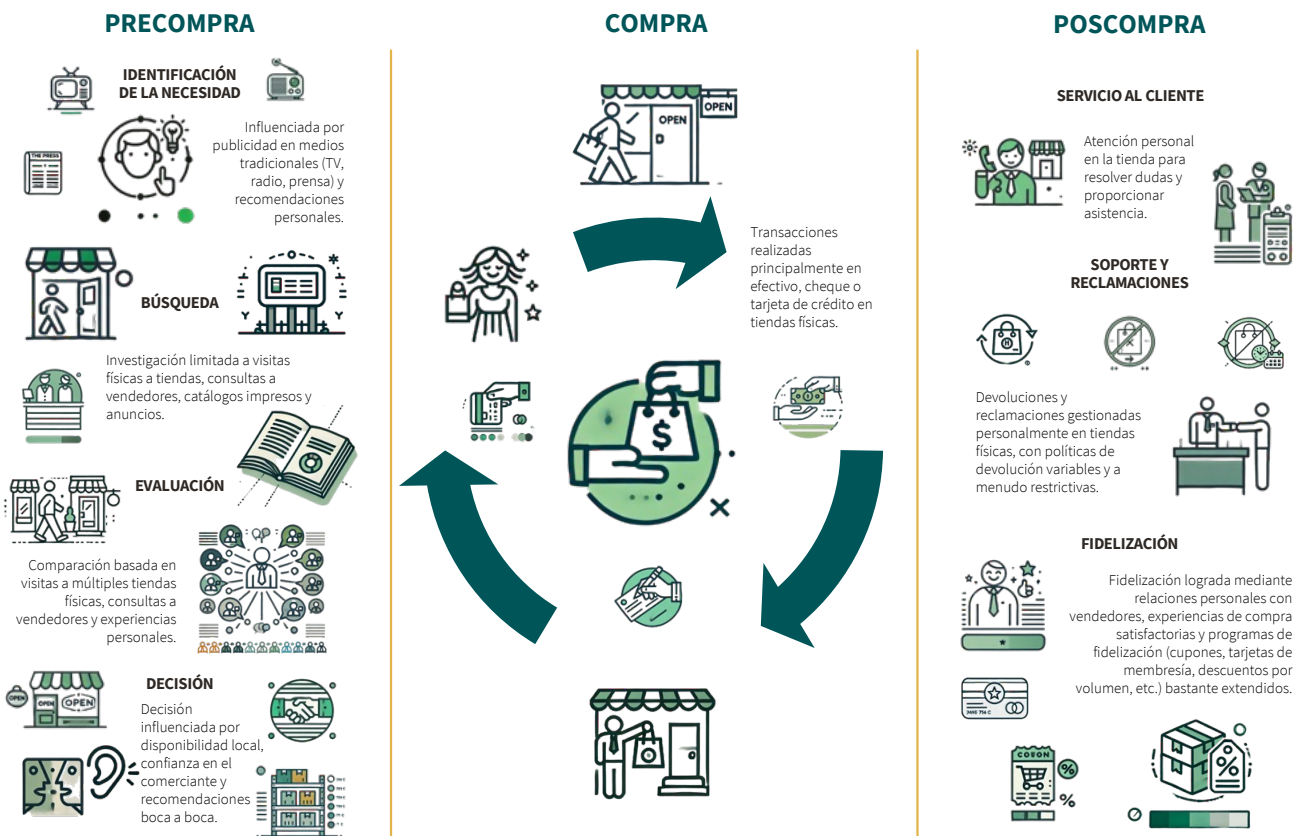 PRECOMPRA
IDENTIFICACIÓN
DE LA NECESIDAD
THE PRESS
Influenciada por
publicidad en medios
tradicionales (TV,
radio, prensa) y
recomendaciones
personales.
BÚSQUEDA
Investigación limitada a visitas
físicas a tiendas, consultas a
vendedores, catálogos impresos y
anuncios.
EVALUACIÓN
Comparación basada en
visitas a múltiples tiendas
físicas, consultas a
vendedores y experiencias
personales.
DECISIÓN
OPEN
OPEN
OPEN
Decisión
influenciada por
disponibilidad local,
confianza en el
comerciante y
recomendaciones
boca a boca.
COMPRA
OPEN
OPEN
Transacciones
realizadas
principalmente en
efectivo, cheque o
tarjeta de crédito en
tiendas físicas.
$
POSCOMPRA
SERVICIO AL CLIENTE
Atención personal
en la tienda para
resolver dudas y
proporcionar
asistencia.
SOPORTE Y
RECLAMACIONES
Devoluciones y
reclamaciones gestionadas
personalmente en tiendas
físicas, con políticas de
devolución variables y a
menudo restrictivas.
FIDELIZACIÓN
Fidelización lograda mediante
relaciones personales con
vendedores, experiencias de compra
satisfactorias y programas de
fidelización (cupones, tarjetas de
membresía, descuentos por
volumen, etc.) bastante extendidos.
COUON
%
%
%